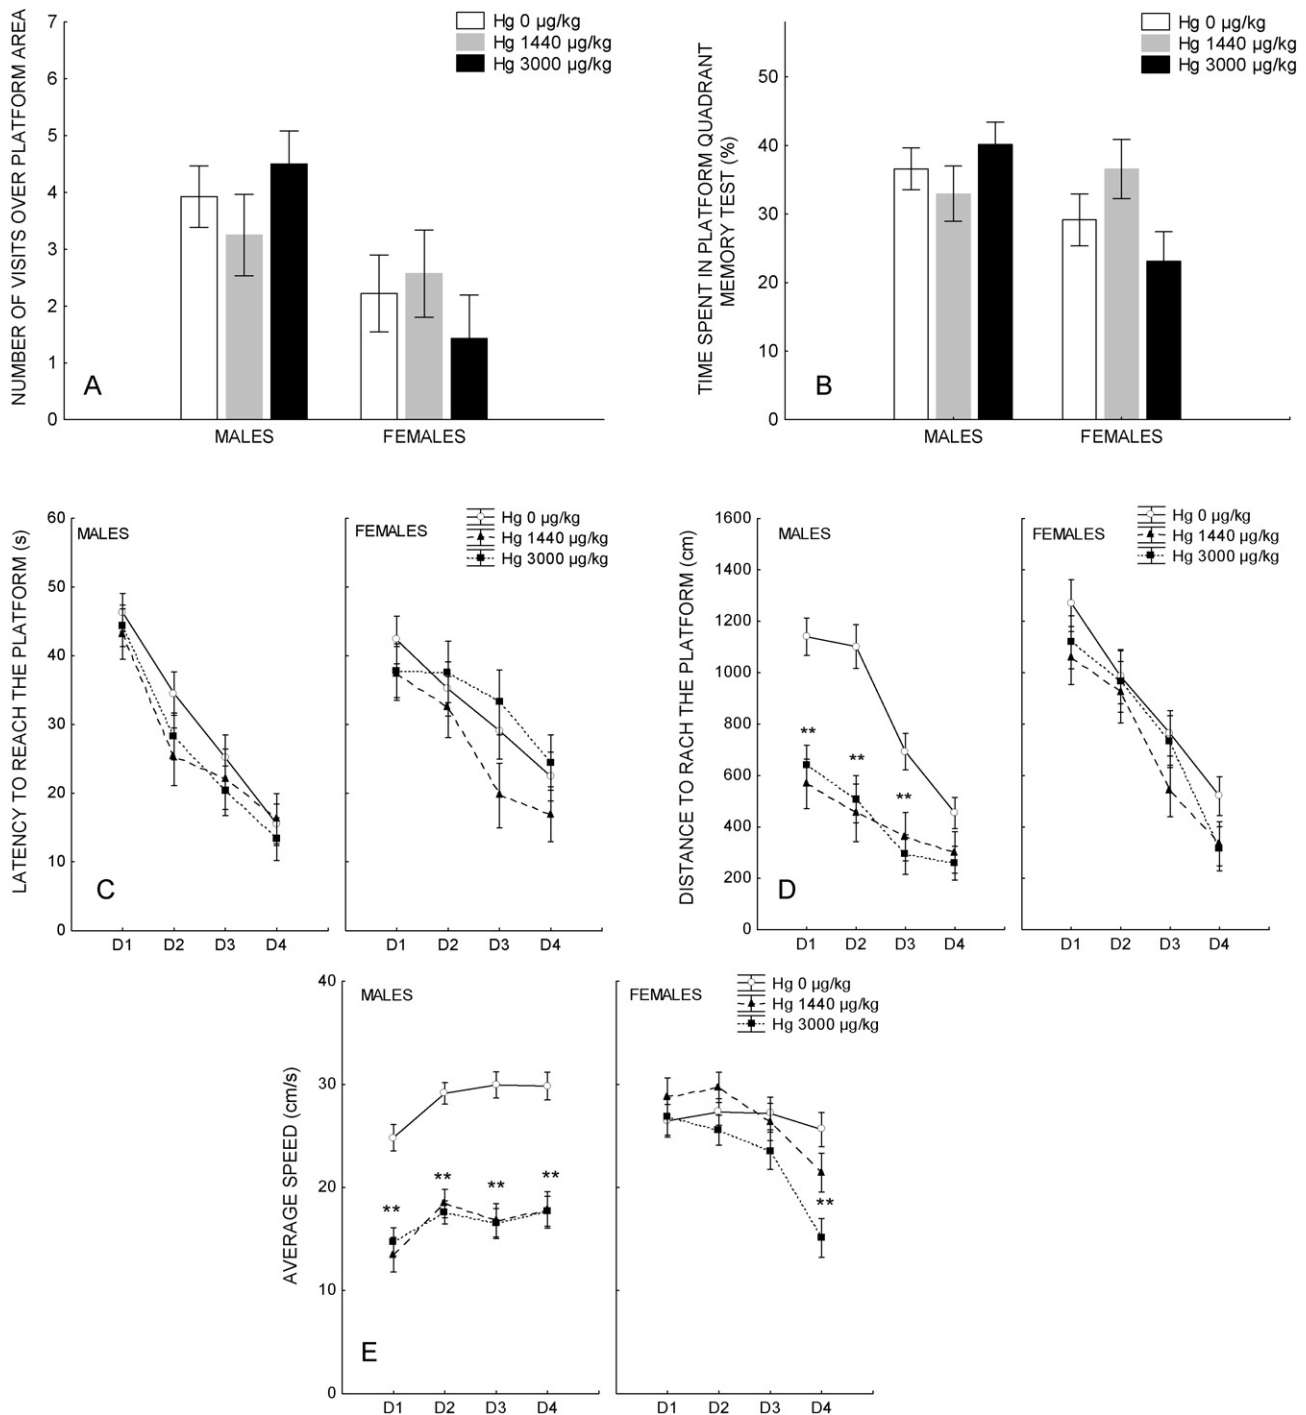 NUMBER OF VISITS OVER PLATFORM AREA
7
6
5
4
3
2
1
0
Hg 0 µg/kg
Hg 1440 µg/kg
Hg 3000 µg/kg
A
MALES FEMALES
TIME SPENT IN PLATFORM QUADRANT
MEMORY TEST (%)
50
40
30
20
10
0
Hg 0 µg/kg
Hg 1440 µg/kg
Hg 3000 µg/kg
B
MALES FEMALES
LATENCY TO REACH THE PLATFORM (s)
60
50
40
30
20
10
0
MALES
FEMALES
Hg 0 µg/kg
Hg 1440 µg/kg
Hg 3000 µg/kg
C
D1 D2 D3 D4 D1 D2 D3 D4
DISTANCE TO RACH THE PLATFORM (cm)
1600
1400
1200
1000
800
600
400
200
0
MALES
FEMALES
Hg 0 µg/kg
Hg 1440 µg/kg
Hg 3000 µg/kg
**
**
**
D
D1 D2 D3 D4 D1 D2 D3 D4
AVERAGE SPEED (cm/s)
40
30
20
10
0
MALES
FEMALES
Hg 0 µg/kg
Hg 1440 µg/kg
Hg 3000 µg/kg
**
**
**
**
**
E
D1 D2 D3 D4 D1 D2 D3 D4